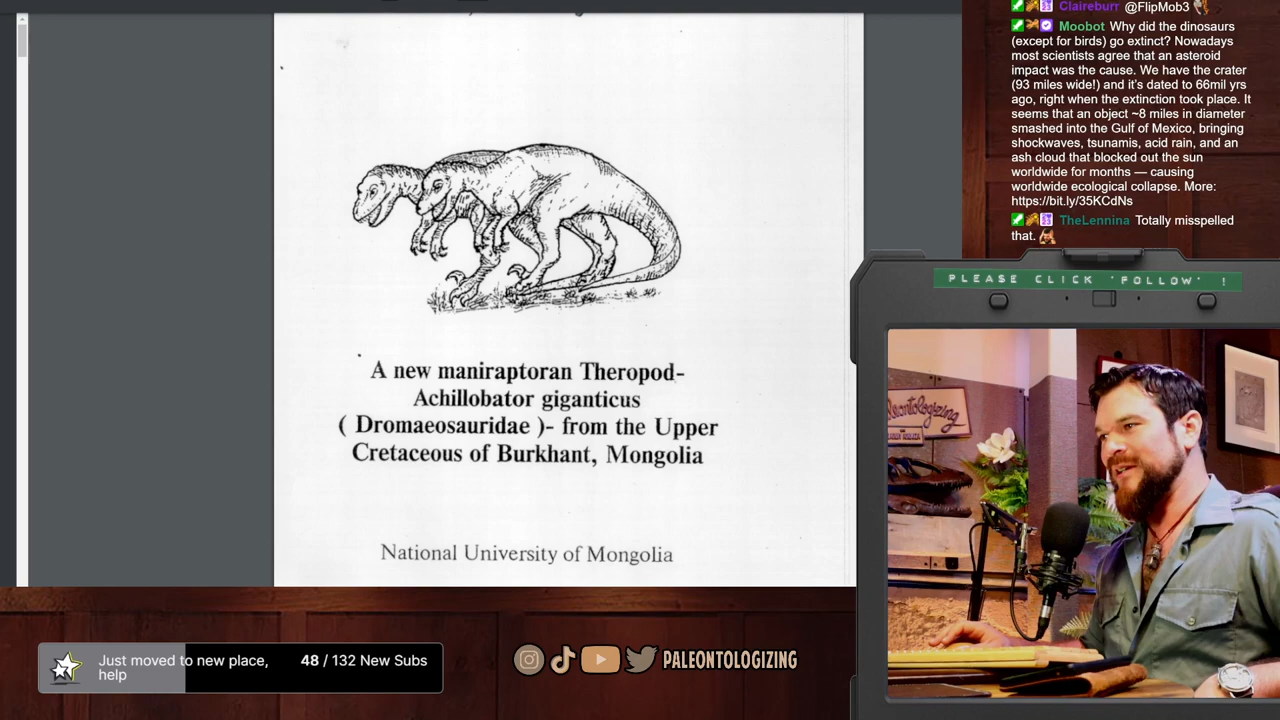 A new maniraptoran Theropod-
Achillobator giganticus
( Dromaeosauridae )- from the Upper
Cretaceous of Burkhant, Mongolia
National University of Mongolia
Claireburr @FlipMob3
Moobot Why did the dinosaurs
(except for birds) go extinct? Nowadays
most scientists agree that an asteroid
impact was the cause. We have the crater
(93 miles wide!) and it's dated to 66mil yrs
ago, right when the extinction took place. It
seems that an object ~8 miles in diameter
smashed into the Gulf of Mexico, bringing
shockwaves, tsunamis, acid rain, and an
ash cloud that blocked out the sun
worldwide for months — causing
worldwide ecological collapse. More:
https://bit.ly/35KCdNs
TheLennina Totally misspelled
that.
PLEASE CLICK "FOLLOW" !
Paleontologizing
Just moved to new place,
help
48 / 132 New Subs
PALEONTOLOGIZING